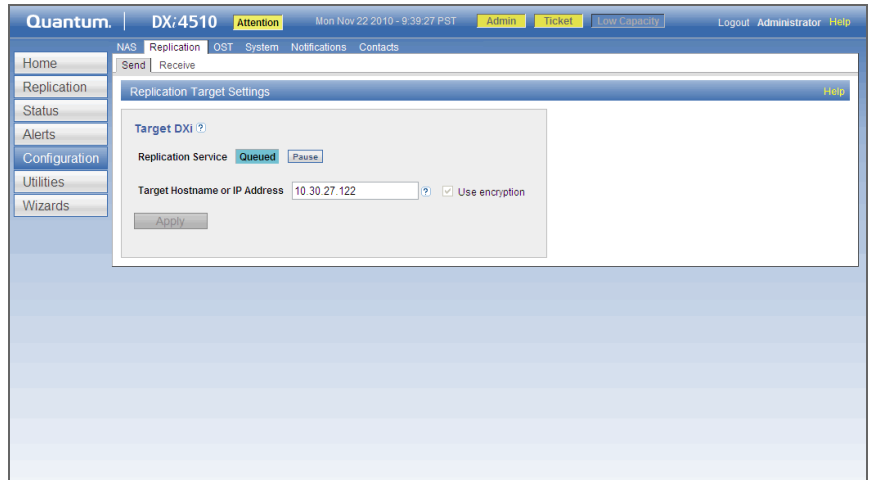 Quantum. DXi4510 Attention Mon Nov 22 2010 - 9:39:27 PST Admin Ticket Low Capacity Logout Administrator Help
NAS Replication OST System Notifications Contacts
Home
Send Receive
Replication
Replication Target Settings Help
Status
Alerts
Target DXi ?
Configuration
Replication Service Queued Pause
Utilities
Target Hostname or IP Address 10.30.27.122 ? Use encryption
Wizards
Apply